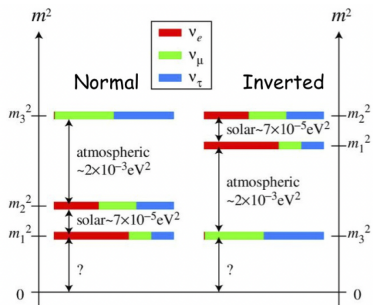 m²
m²
νe
νμ
ντ
Normal
Inverted
m₃²
m₂²
solar~7×10⁻⁵eV²
m₁²
atmospheric
~2×10⁻³eV²
atmospheric
~2×10⁻³eV²
m₂²
solar~7×10⁻⁵eV²
m₁²
m₃²
?
?
0
0